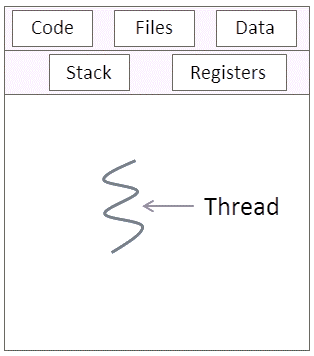 Code Files Data
Stack Registers
Thread